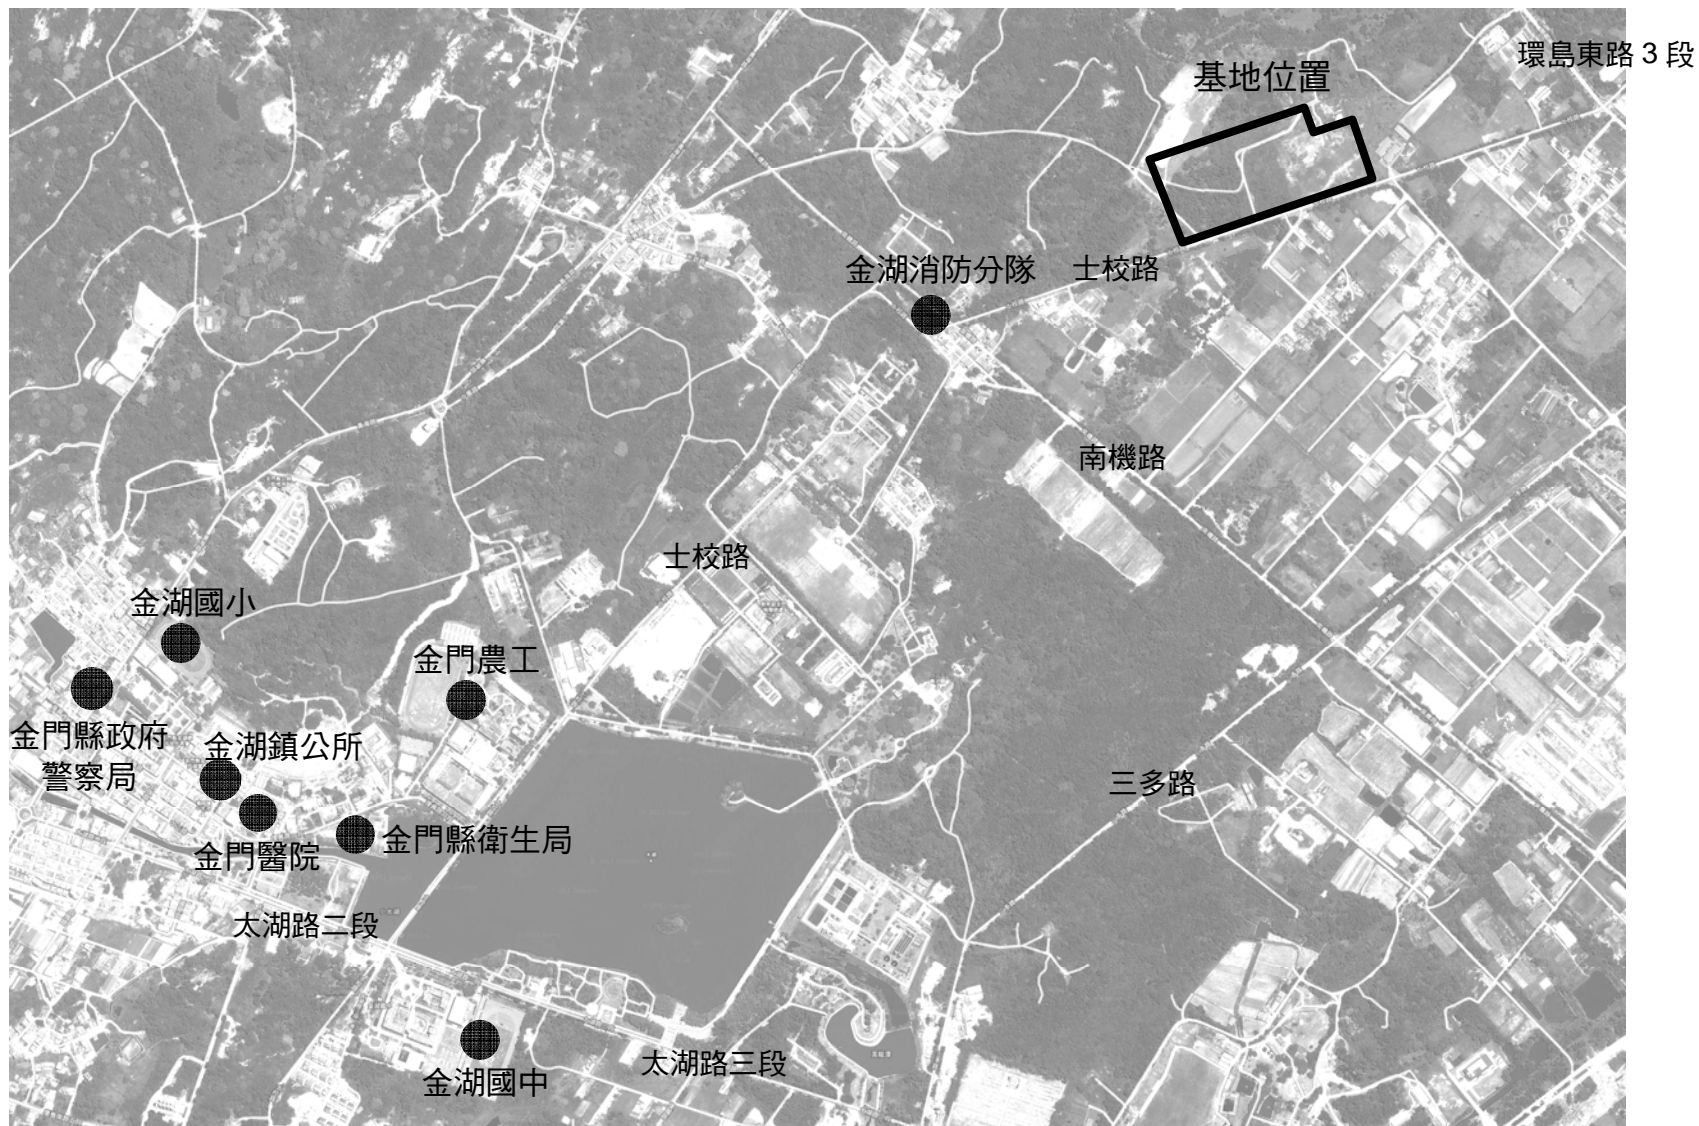 環島東路 3 段
基地位置
金湖消防分隊
士校路
南機路
士校路
金湖國小
金門農工
金門縣政府
警察局
金湖鎮公所
三多路
金門縣衛生局
金門醫院
太湖路二段
太湖路三段
金湖國中